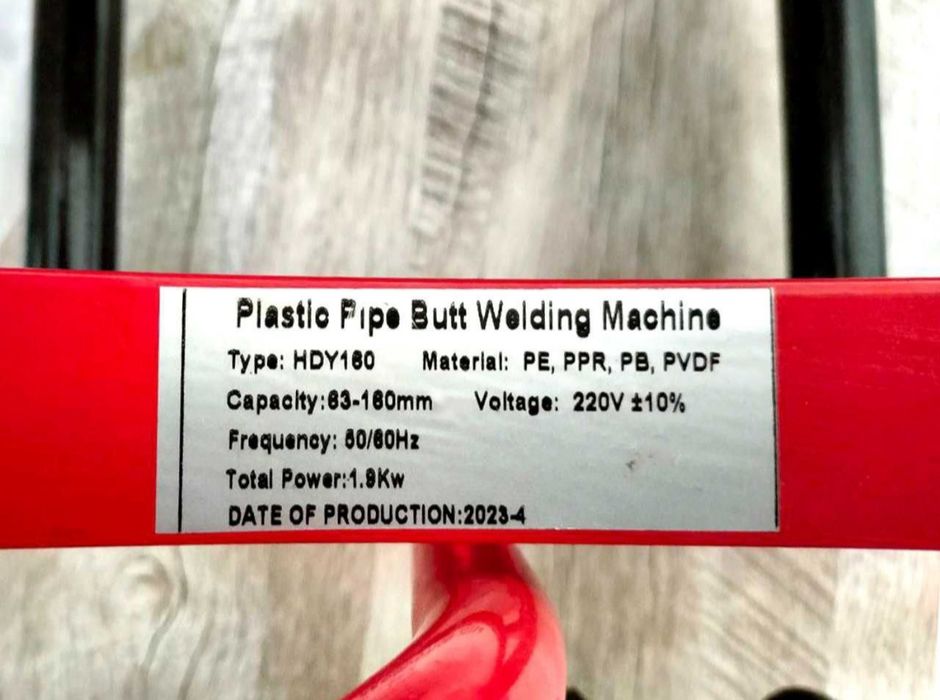 Plastic Pipe Butt Welding Machine
Type: HDY160 Material: PE, PPR, PB, PVDF
Capacity:63-160mm Voltage: 220V ±10%
Frequency: 50/60Hz
Total Power:1.9Kw
DATE OF PRODUCTION:2023-4